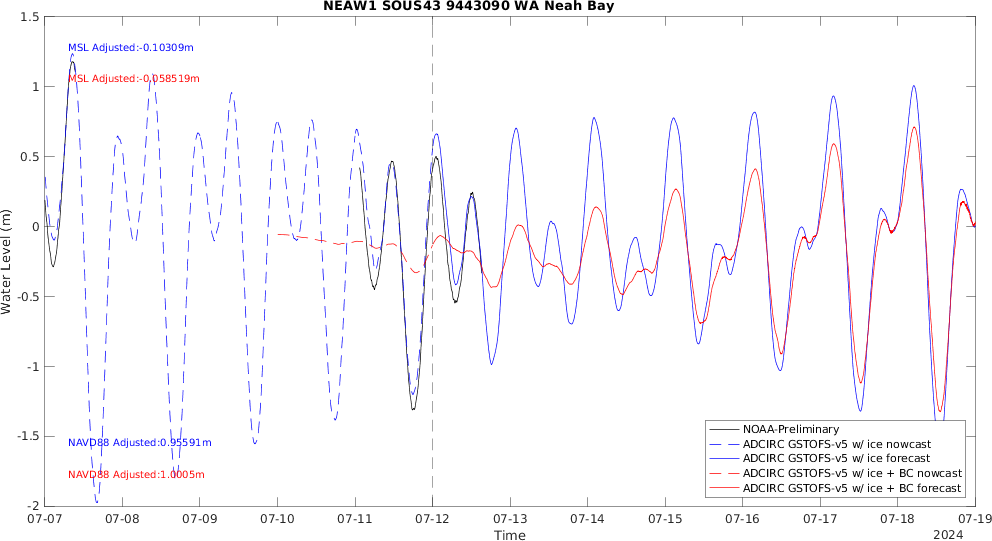 NEAW1 SOUS43 9443090 WA Neah Bay
1.5
1
0.5
0
-0.5
-1
-1.5
-2
Water Level (m)
MSL Adjusted:-0.10309m
MSL Adjusted:-0.058519m
NAVD88 Adjusted:0.95591m
NAVD88 Adjusted:1.0005m
NOAA-Preliminary
ADCIRC GSTOFS-v5 w/ ice nowcast
ADCIRC GSTOFS-v5 w/ ice forecast
ADCIRC GSTOFS-v5 w/ ice + BC nowcast
ADCIRC GSTOFS-v5 w/ ice + BC forecast
07-07 07-08 07-09 07-10 07-11 07-12 07-13 07-14 07-15 07-16 07-17 07-18 07-19
Time
2024